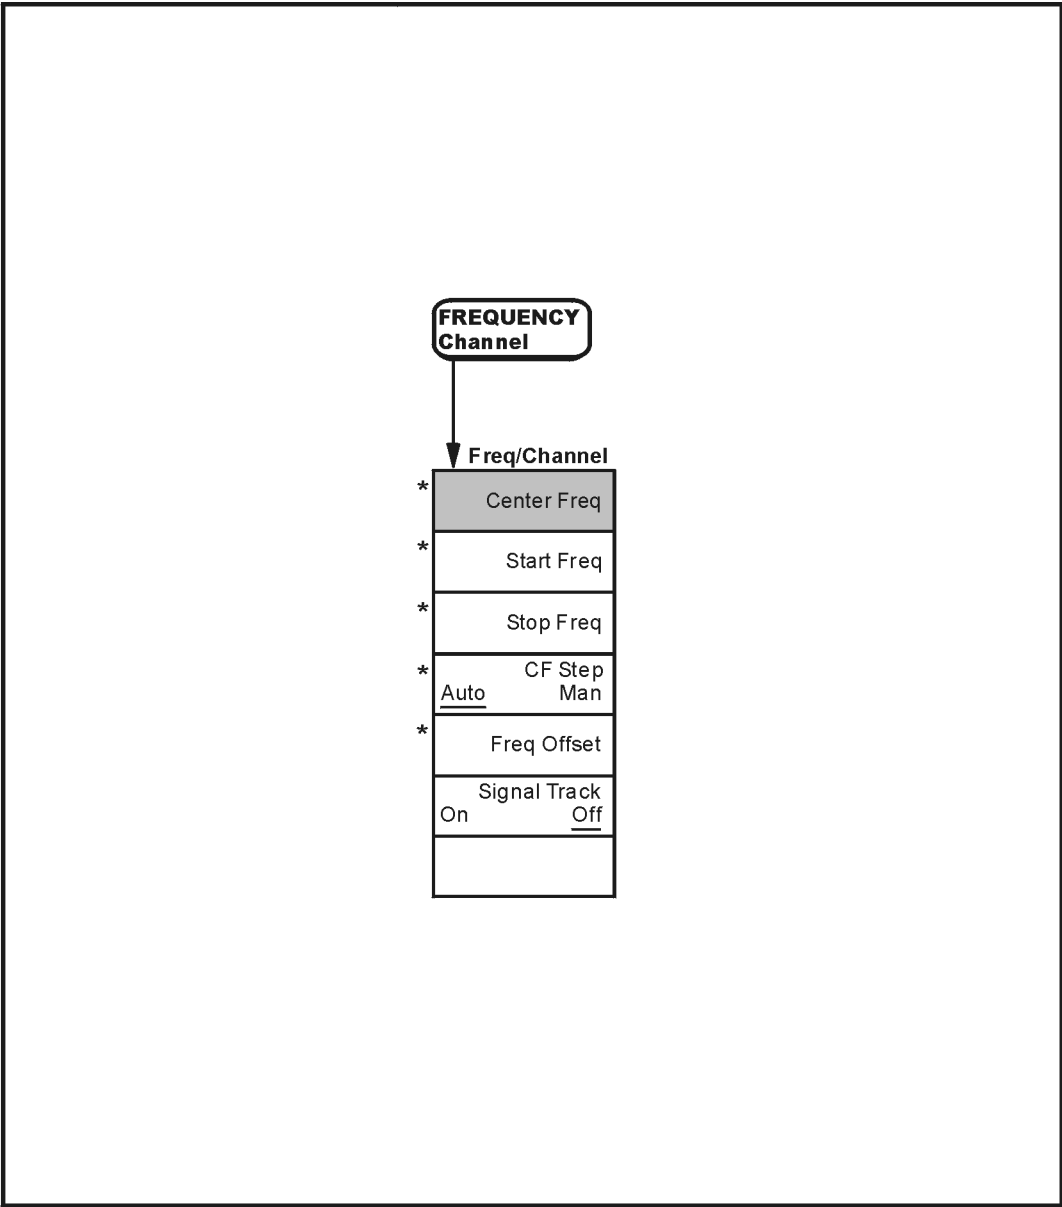 FREQUENCY
Channel
Freq/Channel
* Center Freq
* Start Freq
* Stop Freq
* CF Step
Auto Man
* Freq Offset
Signal Track
On Off